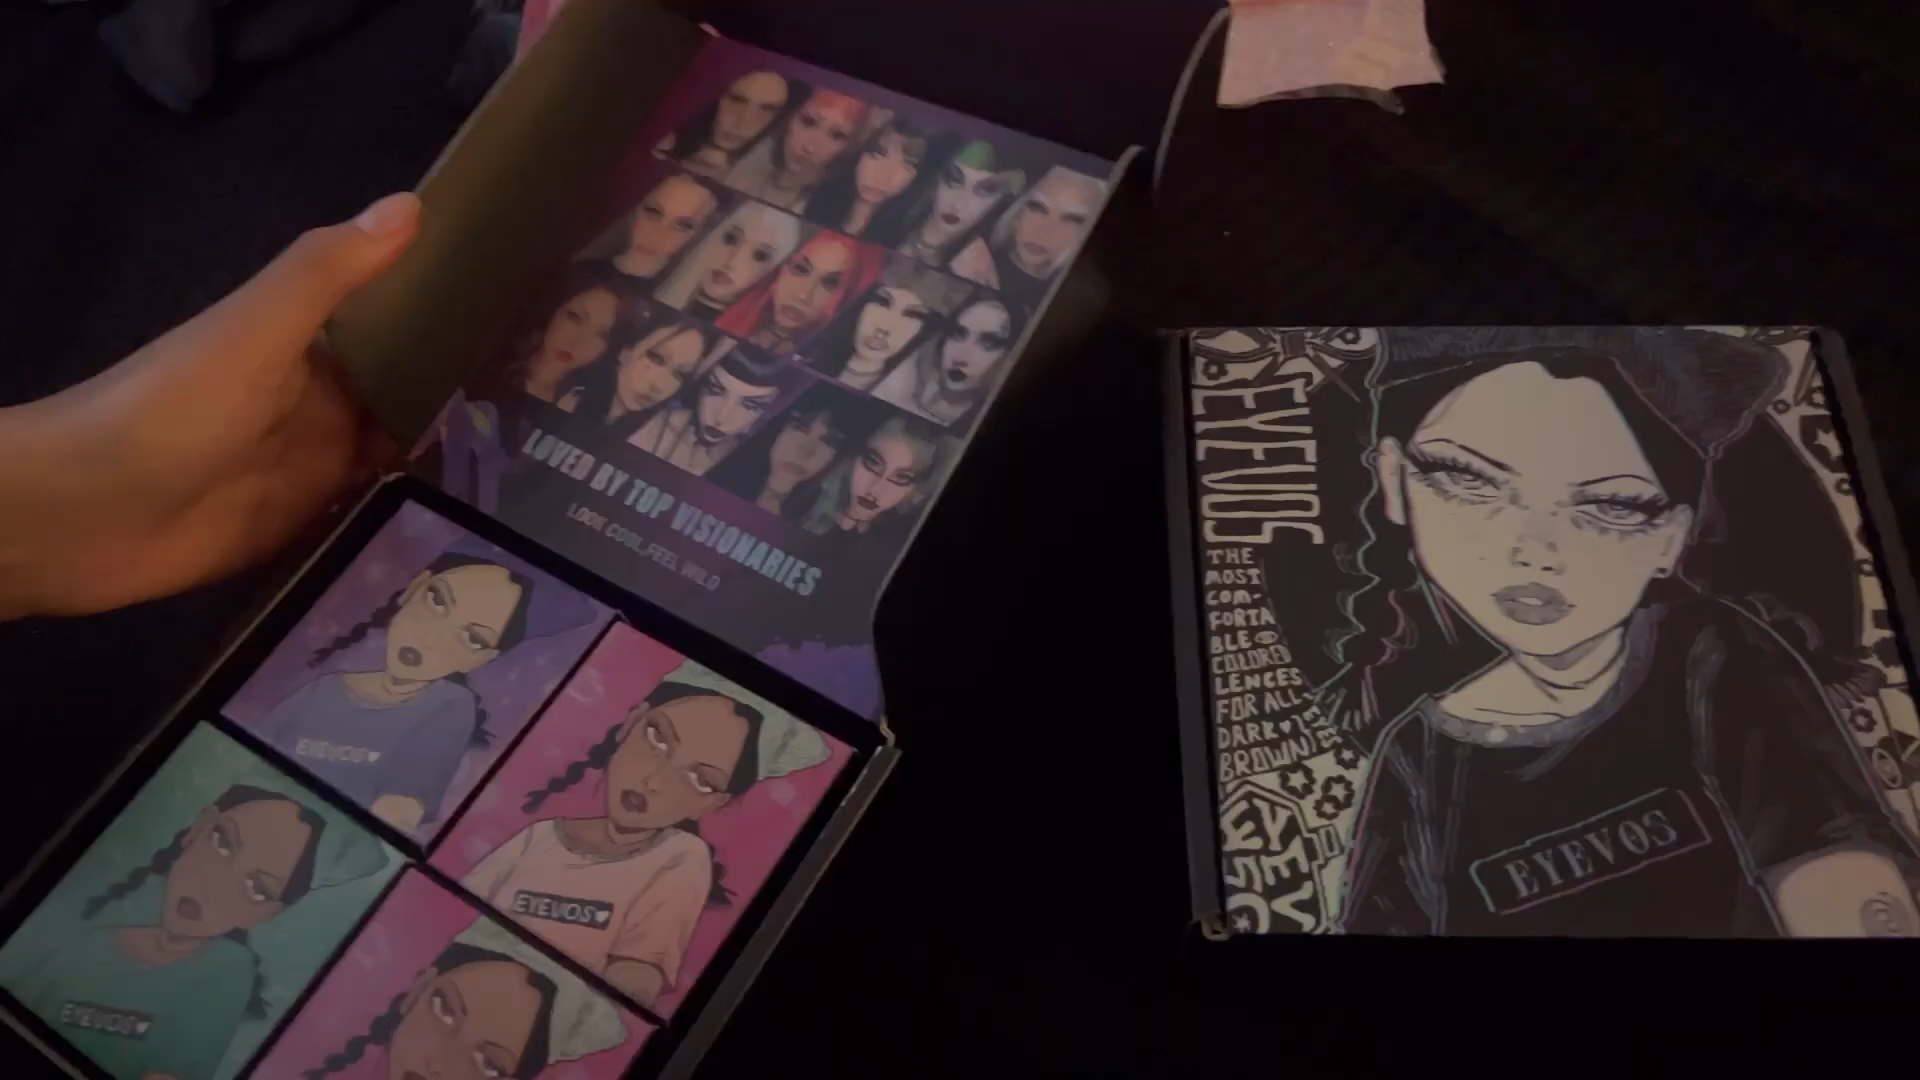 LOVED BY TOP VISIONARIES
LOOK COOL, FEEL WILD
EYEVOS
EYEVOS
EYEVOS
EYEVOS
THE
MOST
COM-
FORTA
BLE
COLORED
LENCES
FOR ALL
DARK
BROWN
EYES
EYEVOS